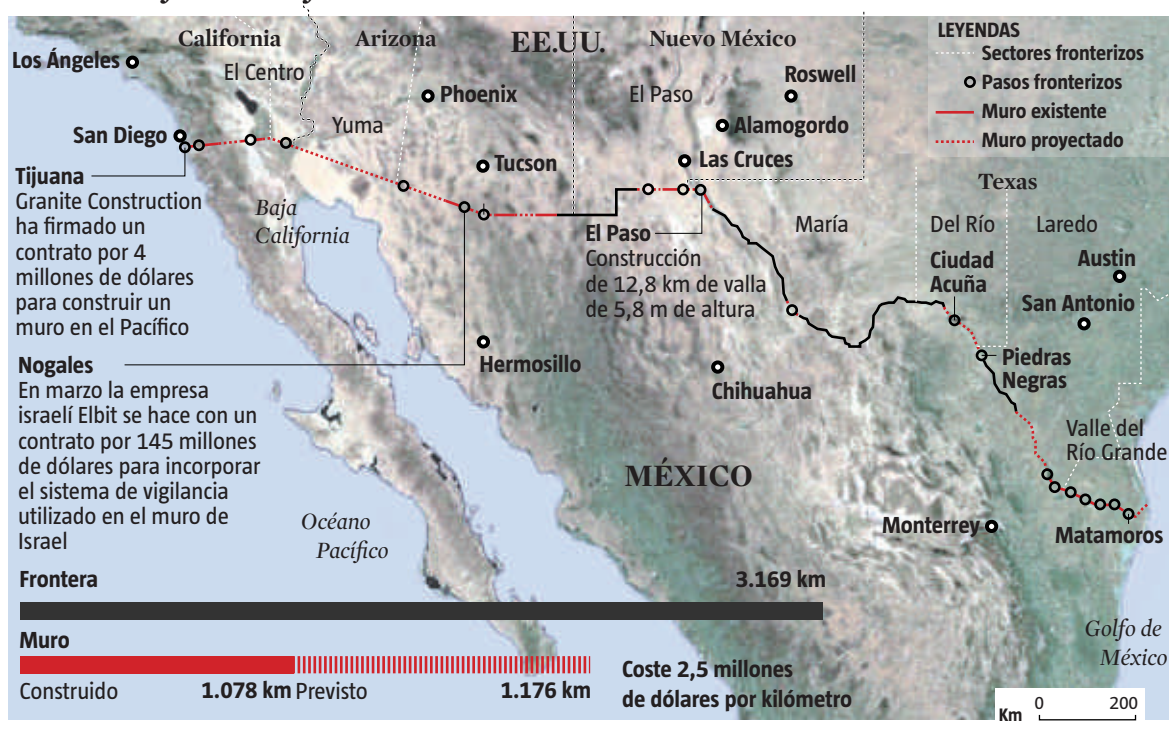 California
Arizona
EE.UU.
Nuevo México
LEYENDAS
Sectores fronterizos
Pasos fronterizos
Muro existente
Muro proyectado
Los Ángeles
El Centro
Phoenix
El Paso
Roswell
San Diego
Yuma
Alamogordo
Tucson
Las Cruces
Tijuana
Granite Construction
ha firmado un
contrato por 4
millones de dólares
para construir un
muro en el Pacífico
Baja
California
El Paso
Construcción
de 12,8 km de valla
de 5,8 m de altura
María
Texas
Del Río
Laredo
Ciudad
Acuña
Austin
San Antonio
Nogales
En marzo la empresa
israelí Elbit se hace con un
contrato por 145 millones
de dólares para incorporar
el sistema de vigilancia
utilizado en el muro de
Israel
Hermosillo
Chihuahua
Piedras
Negras
Valle del
Río Grande
MÉXICO
Océano
Pacífico
Monterrey
Matamoros
Frontera
3.169 km
Muro
Construido
1.078 km
Previsto
1.176 km
Coste 2,5 millones
de dólares por kilómetro
Golfo de
México
Km
0
200